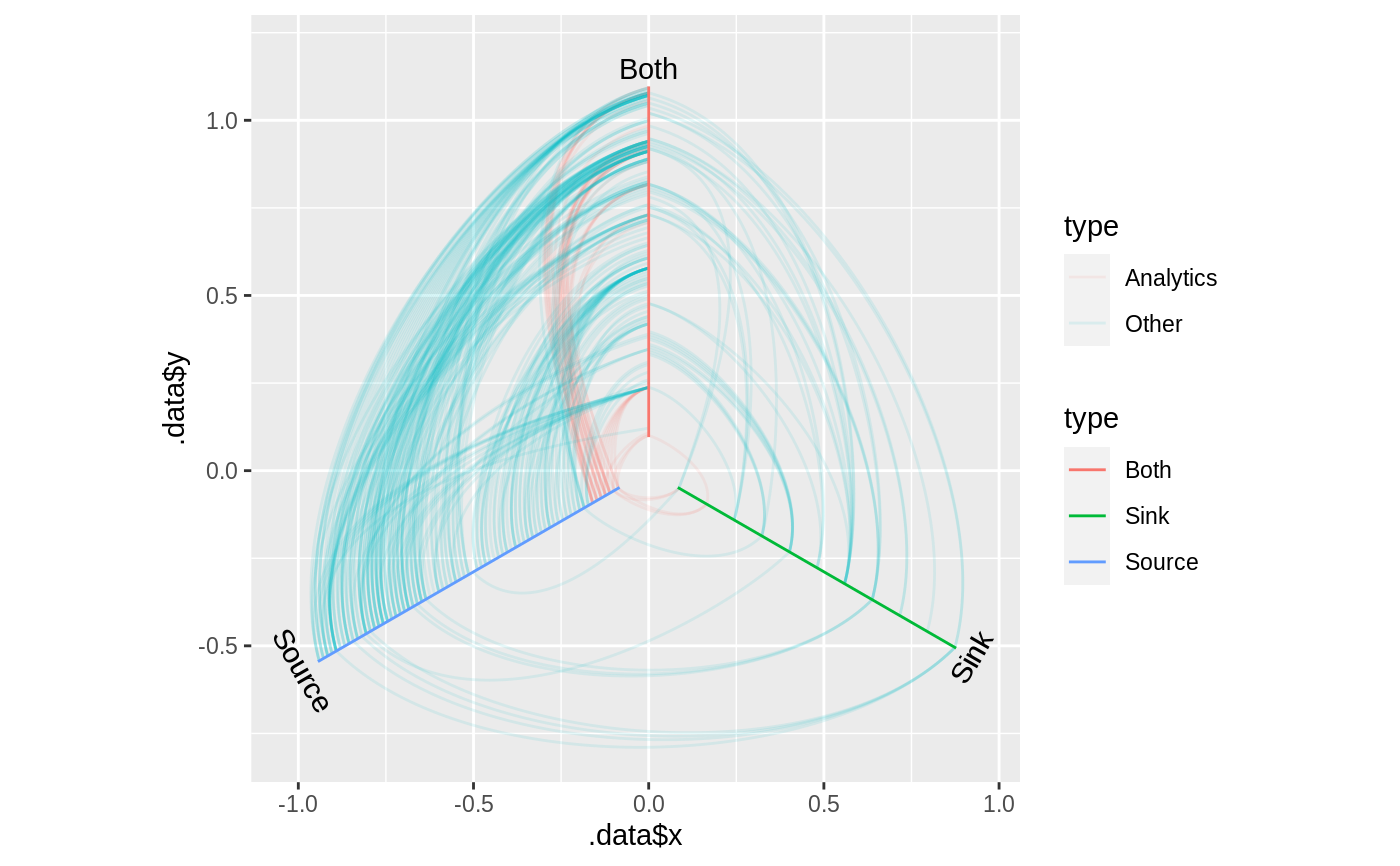 Both
1.0
0.5
0.0
-0.5
.data$y
Source
Sink
-1.0 -0.5 0.0 0.5 1.0
.data$x
type
Analytics
Other
type
Both
Sink
Source